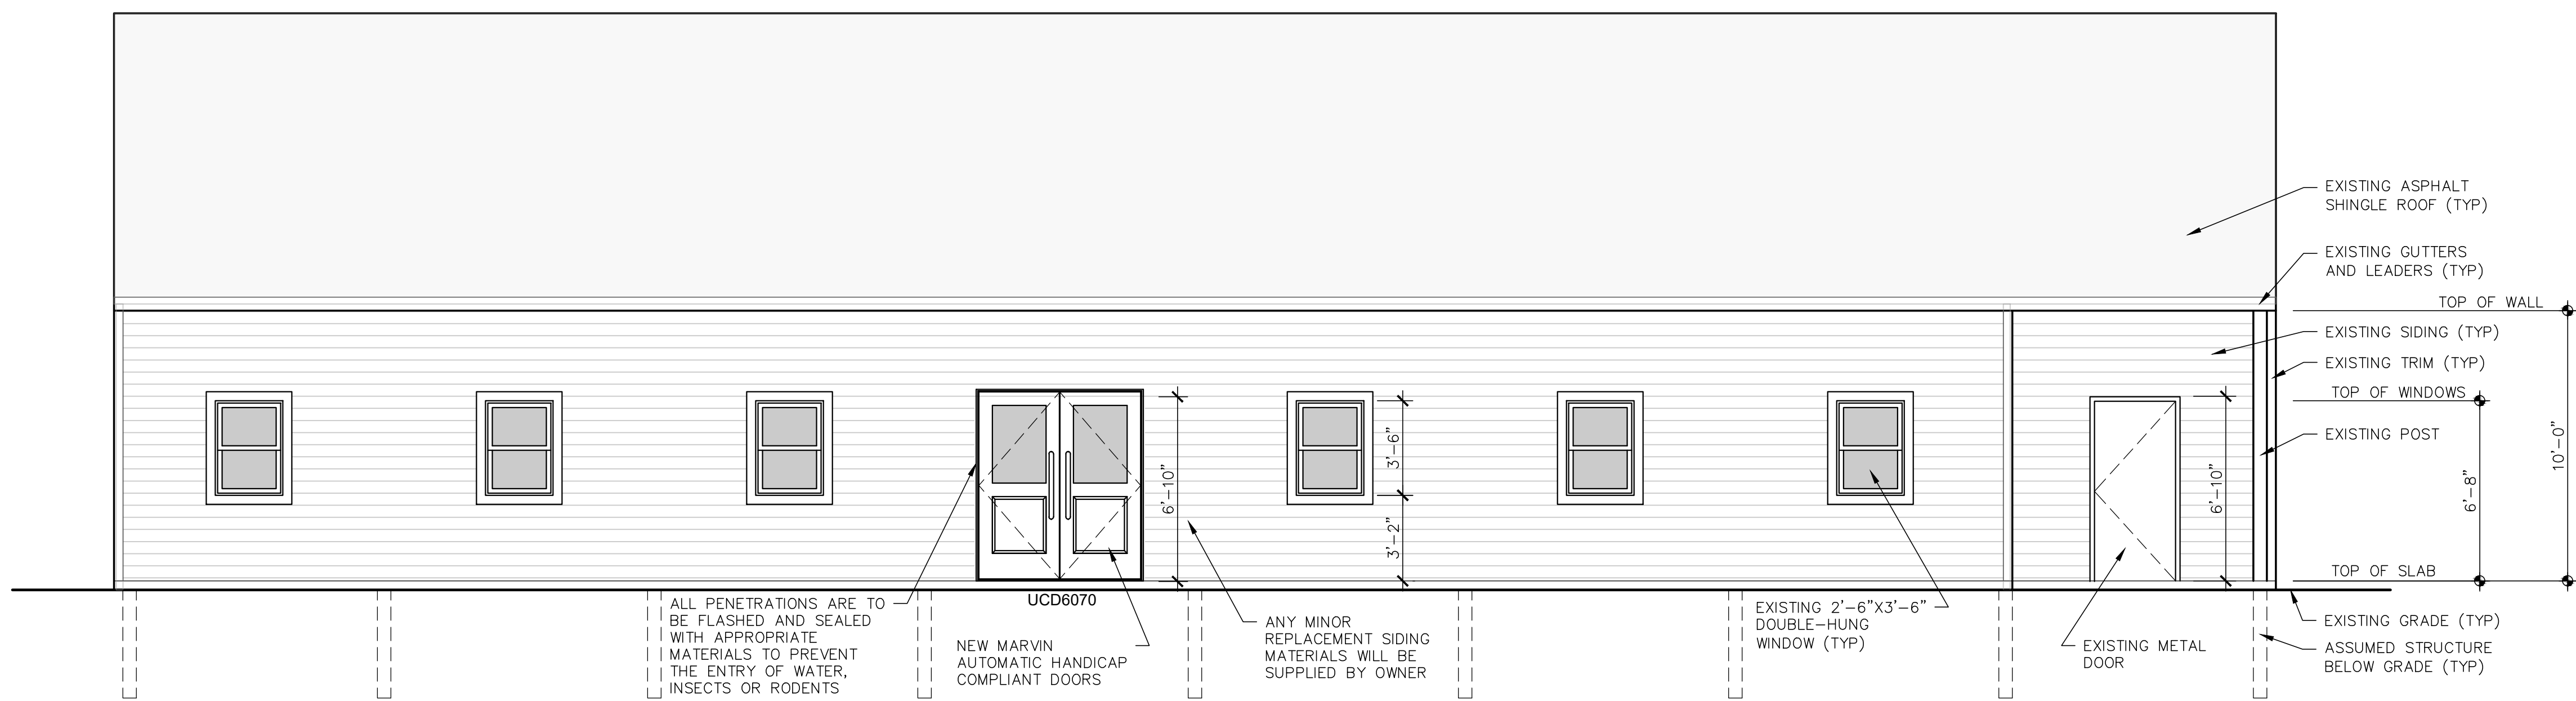 EXISTING ASPHALT
SHINGLE ROOF (TYP)
EXISTING GUTTERS
AND LEADERS (TYP)
TOP OF WALL
EXISTING SIDING (TYP)
EXISTING TRIM (TYP)
TOP OF WINDOWS
EXISTING POST
10'-0"
6'-8"
6'-10"
3'-6"
3'-2"
6'-10"
TOP OF SLAB
EXISTING GRADE (TYP)
ASSUMED STRUCTURE
BELOW GRADE (TYP)
ALL PENETRATIONS ARE TO
BE FLASHED AND SEALED
WITH APPROPRIATE
MATERIALS TO PREVENT
THE ENTRY OF WATER,
INSECTS OR RODENTS
UCD6070
NEW MARVIN
AUTOMATIC HANDICAP
COMPLIANT DOORS
ANY MINOR
REPLACEMENT SIDING
MATERIALS WILL BE
SUPPLIED BY OWNER
EXISTING 2'-6"X3'-6"
DOUBLE-HUNG
WINDOW (TYP)
EXISTING METAL
DOOR